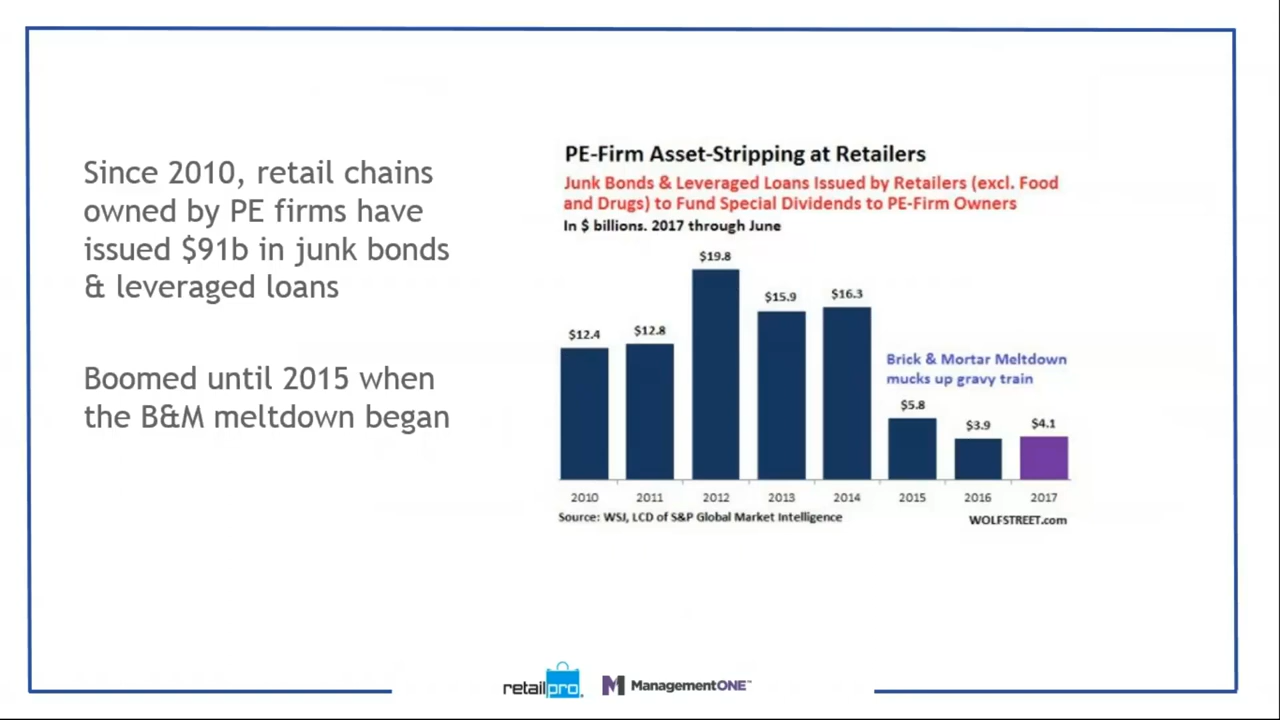 Since 2010, retail chains
owned by PE firms have
issued $91b in junk bonds
& leveraged loans
Boomed until 2015 when
the B&M meltdown began
PE-Firm Asset-Stripping at Retailers
Junk Bonds & Leveraged Loans Issued by Retailers (excl. Food
and Drugs) to Fund Special Dividends to PE-Firm Owners
In $ billions. 2017 through June
$12.4
$12.8
$19.8
$15.9
$16.3
Brick & Mortar Meltdown
mucks up gravy train
$5.8
$3.9
$4.1
2010 2011 2012 2013 2014 2015 2016 2017
Source: WSJ, LCD of S&P Global Market Intelligence
WOLFSTREET.com
retailpro
ManagementONE™